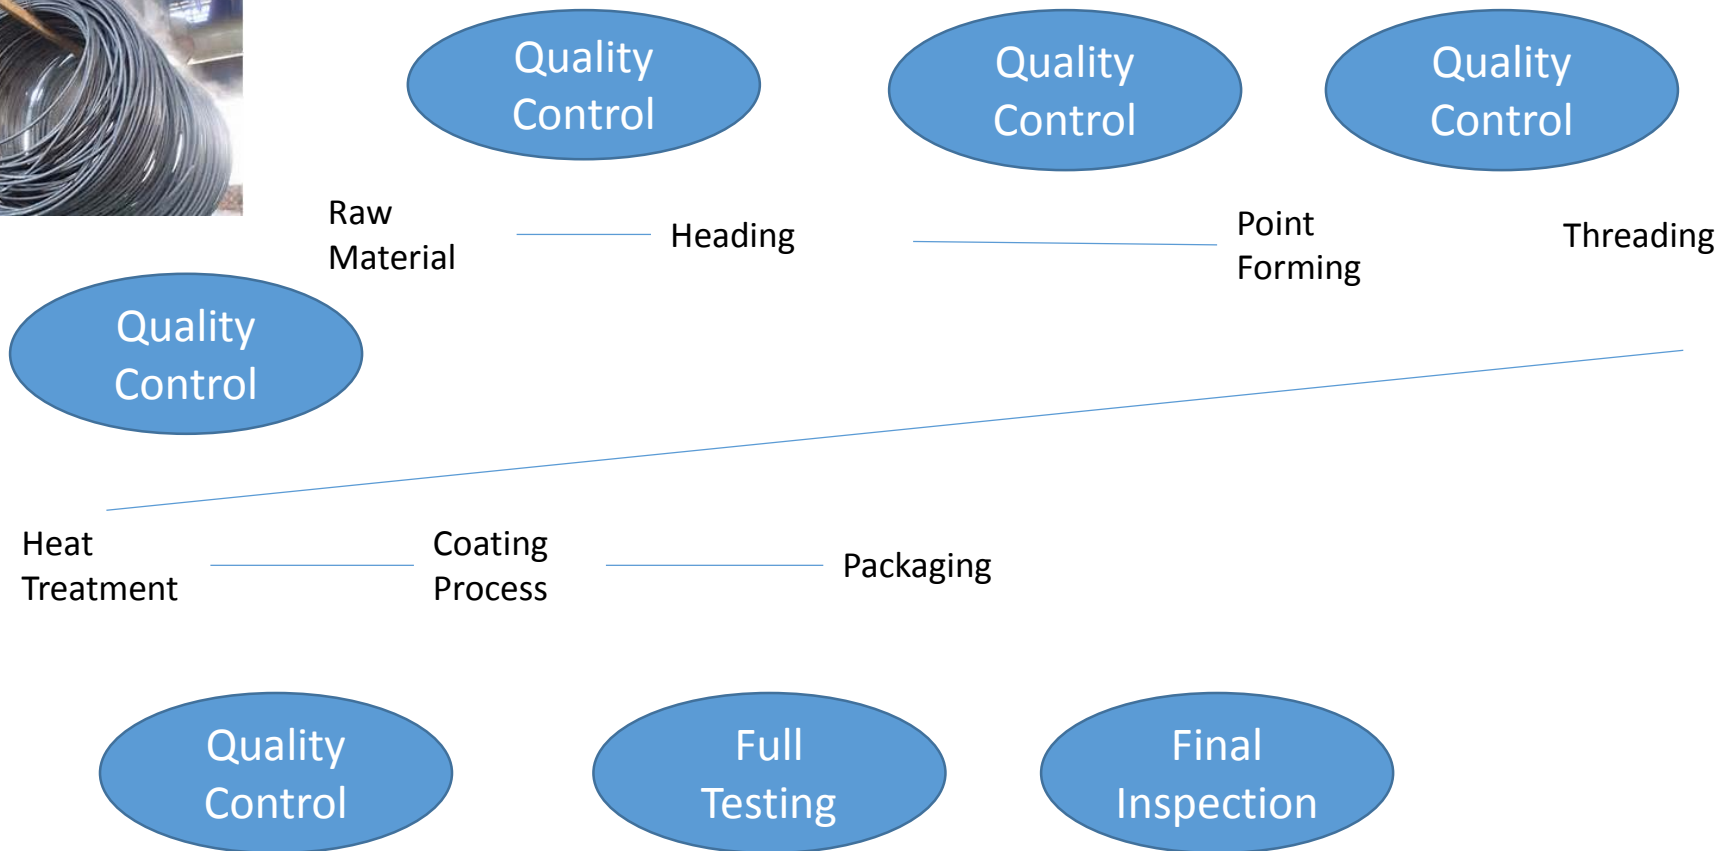 Quality
Control
Quality
Control
Quality
Control
Raw
Material
Heading
Point
Forming
Threading
Quality
Control
Heat
Treatment
Coating
Process
Packaging
Quality
Control
Full
Testing
Final
Inspection